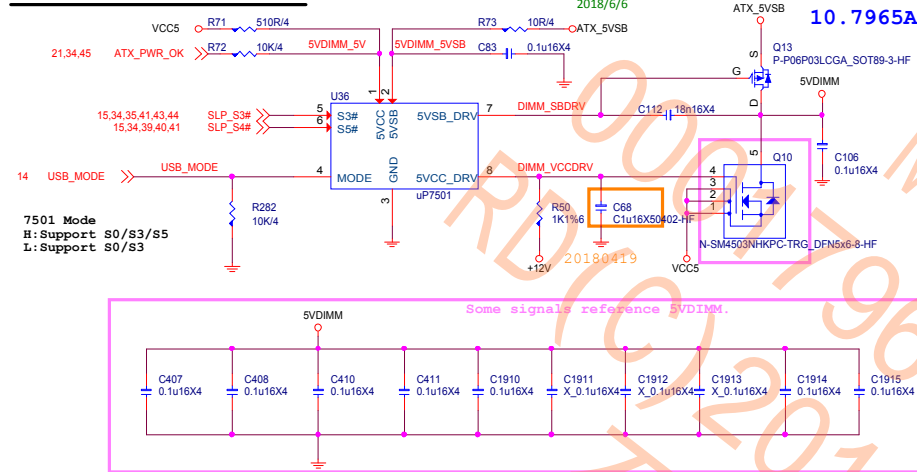 2018/6/6
ATX_5VSB
10.7965A
VCC5
R71
510R/4
R73
10R/4
ATX_5VSB
Q13
P-P06P03LCGA_SOT89-3-HF
21,34,45
ATX_PWR_OK
R72
10K/4
5VDIMM_5V
5VDIMM_5VSB
C83
0.1u16X4
S
G
D
5VDIMM
U36
1
2
15,34,35,41,43,44
SLP_S3#
5
S3#
5VCC
5VSB
5VSB_DRV
7
DIMM_SBDRV
C112
18n16X4
15,34,39,40,41
SLP_S4#
6
S5#
C106
0.1u16X4
14
USB_MODE
USB_MODE
4
MODE
GND
5VCC_DRV
8
DIMM_VCCDRV
uP7501
3
5
Q10
4
3
2
1
R282
10K/4
R50
1K1%6
C68
C1u16X50402-HF
N-SM4503NHKPC-TRG_DFN5x6-8-HF
7501 Mode
H:Support S0/S3/S5
L:Support S0/S3
+12V
20180419
VCC5
Some signals reference 5VDIMM.
5VDIMM
C407
0.1u16X4
C408
0.1u16X4
C410
0.1u16X4
C411
0.1u16X4
C1910
0.1u16X4
C1911
X_0.1u16X4
C1912
X_0.1u16X4
C1913
X_0.1u16X4
C1914
0.1u16X4
C1915
0.1u16X4